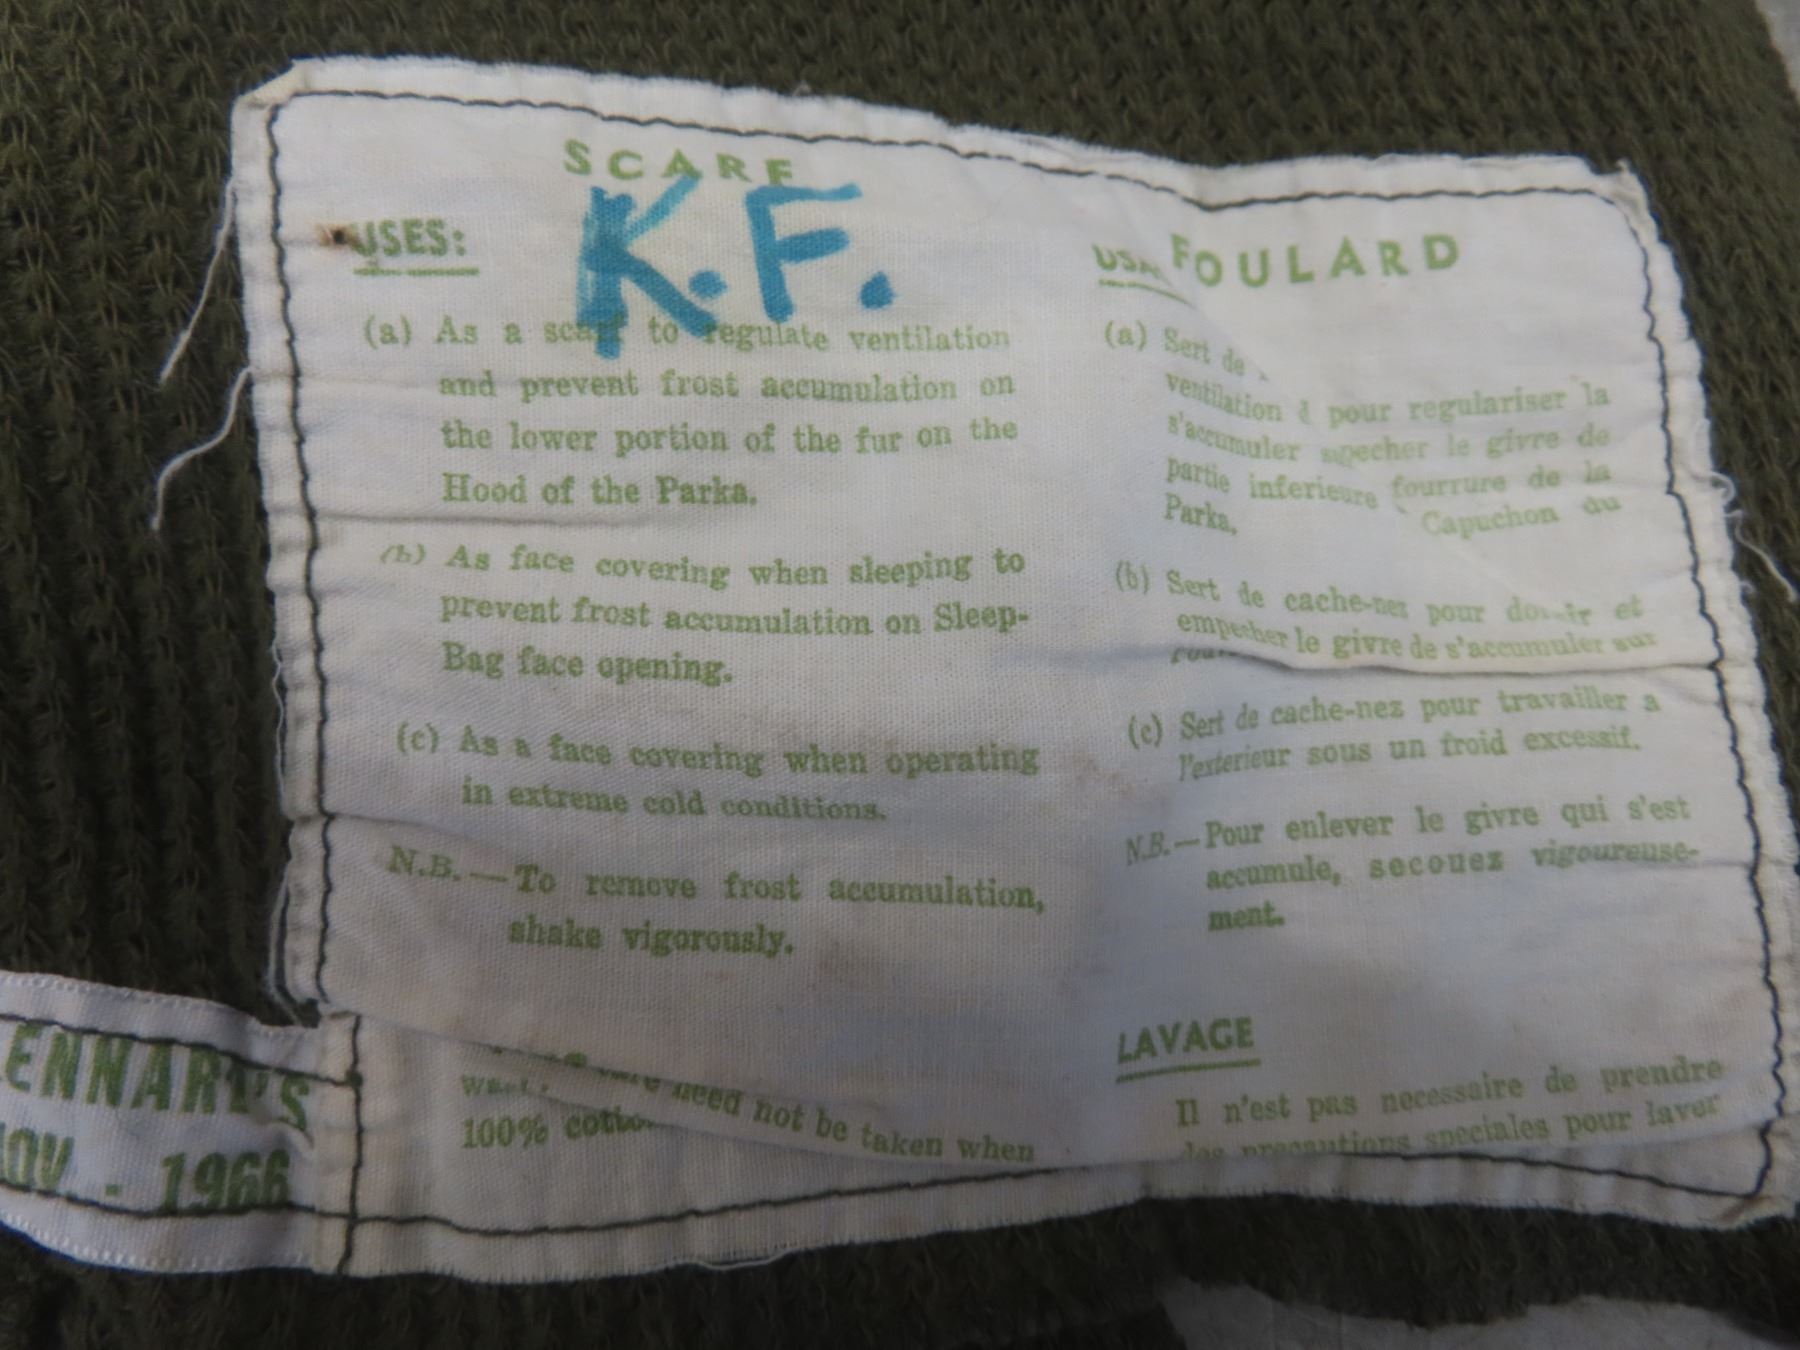 SCARF
K.F.
USES:
(a) As a scarf to regulate ventilation
and prevent frost accumulation on
the lower portion of the fur on the
Hood of the Parka.
(b) As face covering when sleeping to
prevent frost accumulation on Sleep-
Bag face opening.
(c) As a face covering when operating
in extreme cold conditions.
N.B.—To remove frost accumulation,
shake vigorously.
need not be taken when
100%
FOULARD
(a) Sert de
ventilation pour regulariser la
s'accumuler le givre de
partie inferieure fourrure de la
Parka, Capuchon du
(b) Sert de cache-nez pour et
empecher le givre de s'accumuler sur
(c) Sert de cache-nez pour travailler a
l'exterieur sous un froid excessif.
N.B.—Pour enlever le givre qui s'est
accumule, secouez vigoureuse-
ment.
LAVAGE
Il n'est pas necessaire de prendre
des precautions speciales pour laver
ENNARD'S
OV. - 1966